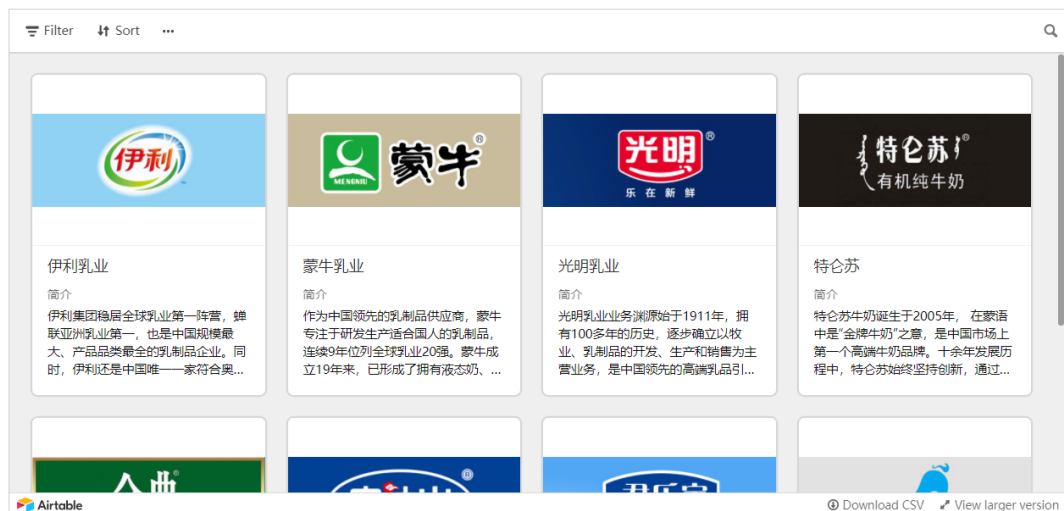 Filter Sort ...
伊利
蒙牛®
MENGNIU
光明®
乐在新鲜
特仑苏®
有机纯牛奶
伊利乳业
简介
伊利集团稳居全球乳业第一阵营，蝉
联亚洲乳业第一，也是中国规模最
大、产品品类最全的乳制品企业。同
时，伊利还是中国唯一一家符合奥...
蒙牛乳业
简介
作为中国领先的乳制品供应商，蒙牛
专注于研发生产适合国人的乳制品，
连续9年位列全球乳业20强。蒙牛成
立19年来，已形成了拥有液态奶、...
光明乳业
简介
光明乳业业务渊源始于1911年，拥
有100多年的历史，逐步确立以牧
业、乳制品的开发、生产和销售为主
营业务，是中国领先的高端乳品引...
特仑苏
简介
特仑苏牛奶诞生于2005年， 在蒙语
中是“金牌牛奶”之意，是中国市场上
第一个高端牛奶品牌。十余年发展历
程中，特仑苏始终坚持创新，通过...
君乐宝
Airtable
Download CSV View larger version